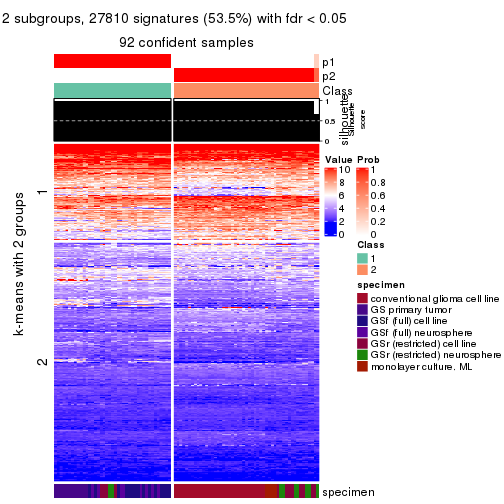 2 subgroups, 27810 signatures (53.5%) with fdr < 0.05
92 confident samples
p1
p2
Class
1
0.5
0
silhouette
Silhouette
score
k-means with 2 groups
1
2
Value
10
8
6
4
2
0
Prob
1
0.8
0.6
0.4
0.2
0
Class
1
2
specimen
conventional glioma cell line
GS primary tumor
GSf (full) cell line
GSf (full) neurosphere
GSr (restricted) cell line
GSr (restricted) neurosphere
monolayer culture. ML
specimen